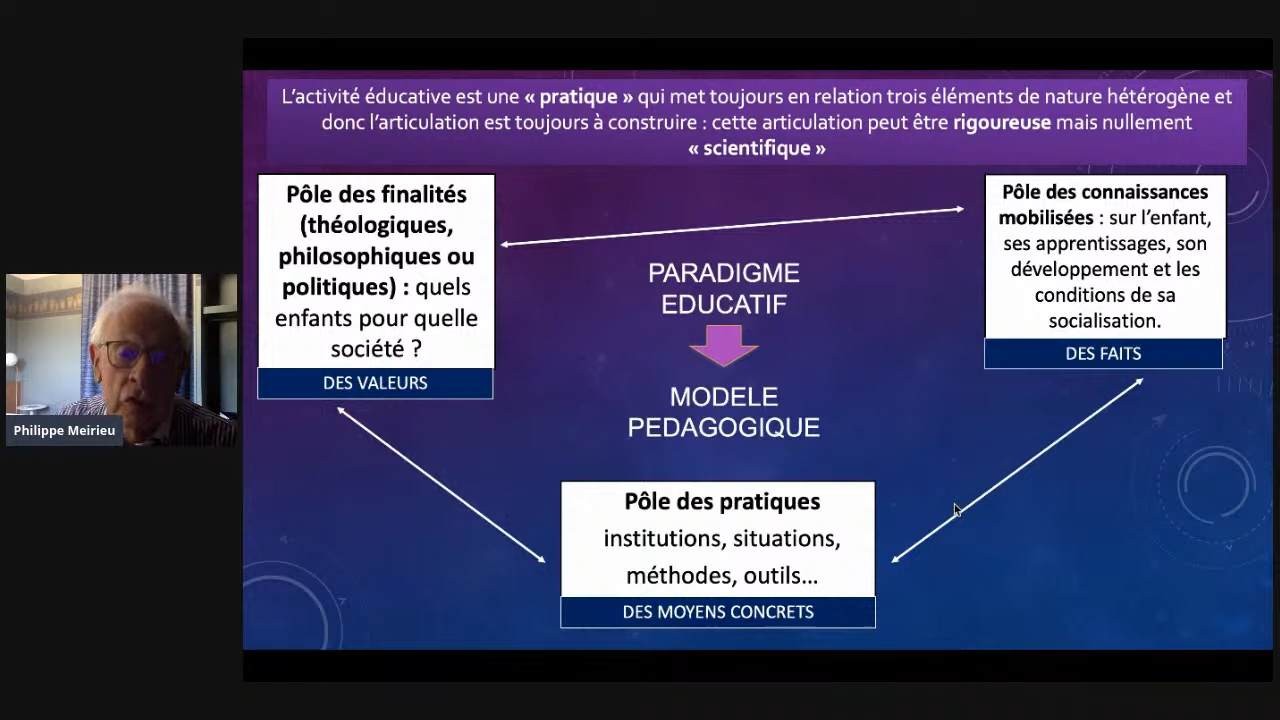 L'activité éducative est une « pratique » qui met toujours en relation trois éléments de nature hétérogène et
donc l'articulation est toujours à construire : cette articulation peut être rigoureuse mais nullement
« scientifique »
Pôle des finalités
(théologiques,
philosophiques ou
politiques) : quels
enfants pour quelle
société ?
DES VALEURS
Pôle des connaissances
mobilisées : sur l'enfant,
ses apprentissages, son
développement et les
conditions de sa
socialisation.
DES FAITS
PARADIGME
EDUCATIF
MODELE
PEDAGOGIQUE
Pôle des pratiques
institutions, situations,
méthodes, outils...
DES MOYENS CONCRETS
Philippe Meirieu